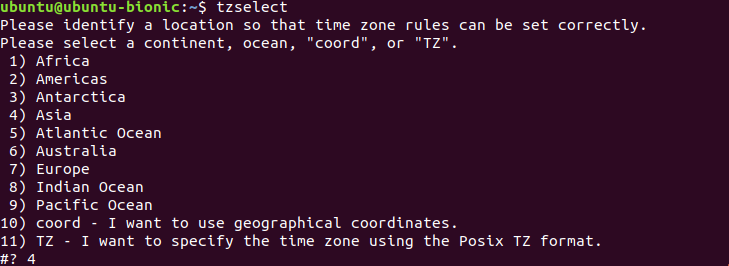 ubuntu@ubuntu-bionic:~$ tzselect
Please identify a location so that time zone rules can be set correctly.
Please select a continent, ocean, "coord", or "TZ".
 1) Africa
 2) Americas
 3) Antarctica
 4) Asia
 5) Atlantic Ocean
 6) Australia
 7) Europe
 8) Indian Ocean
 9) Pacific Ocean
10) coord - I want to use geographical coordinates.
11) TZ - I want to specify the time zone using the Posix TZ format.
#? 4